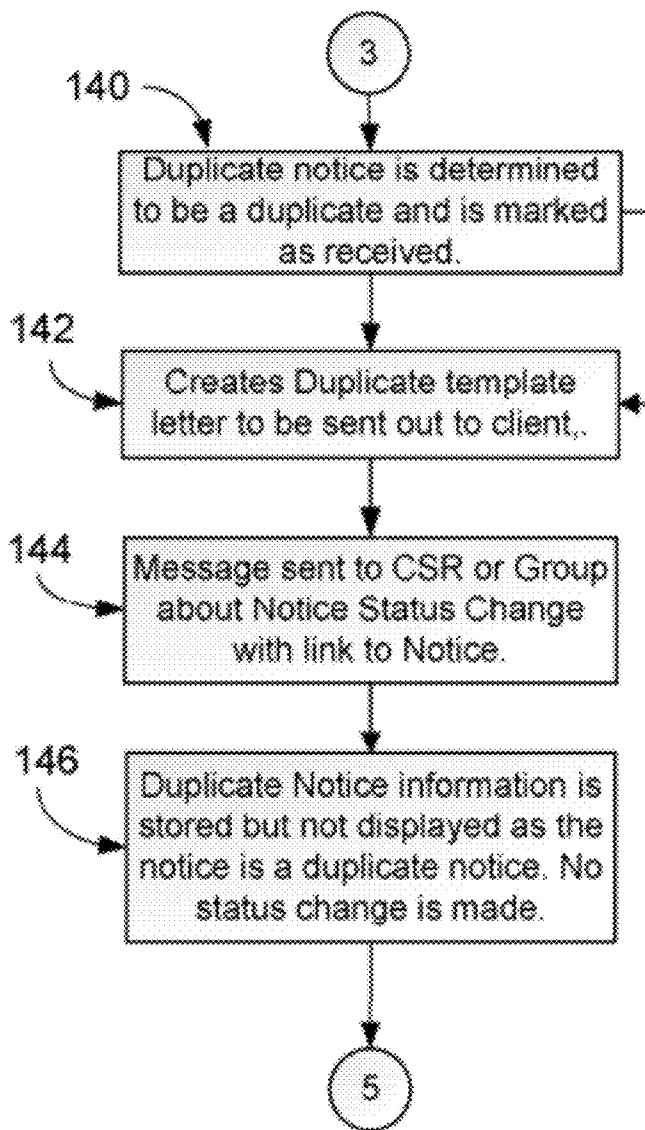 3
140
Duplicate notice is determined
to be a duplicate and is marked
as received.
142
Creates Duplicate template
letter to be sent out to client,.
144
Message sent to CSR or Group
about Notice Status Change
with link to Notice.
146
Duplicate Notice information is
stored but not displayed as the
notice is a duplicate notice. No
status change is made.
5